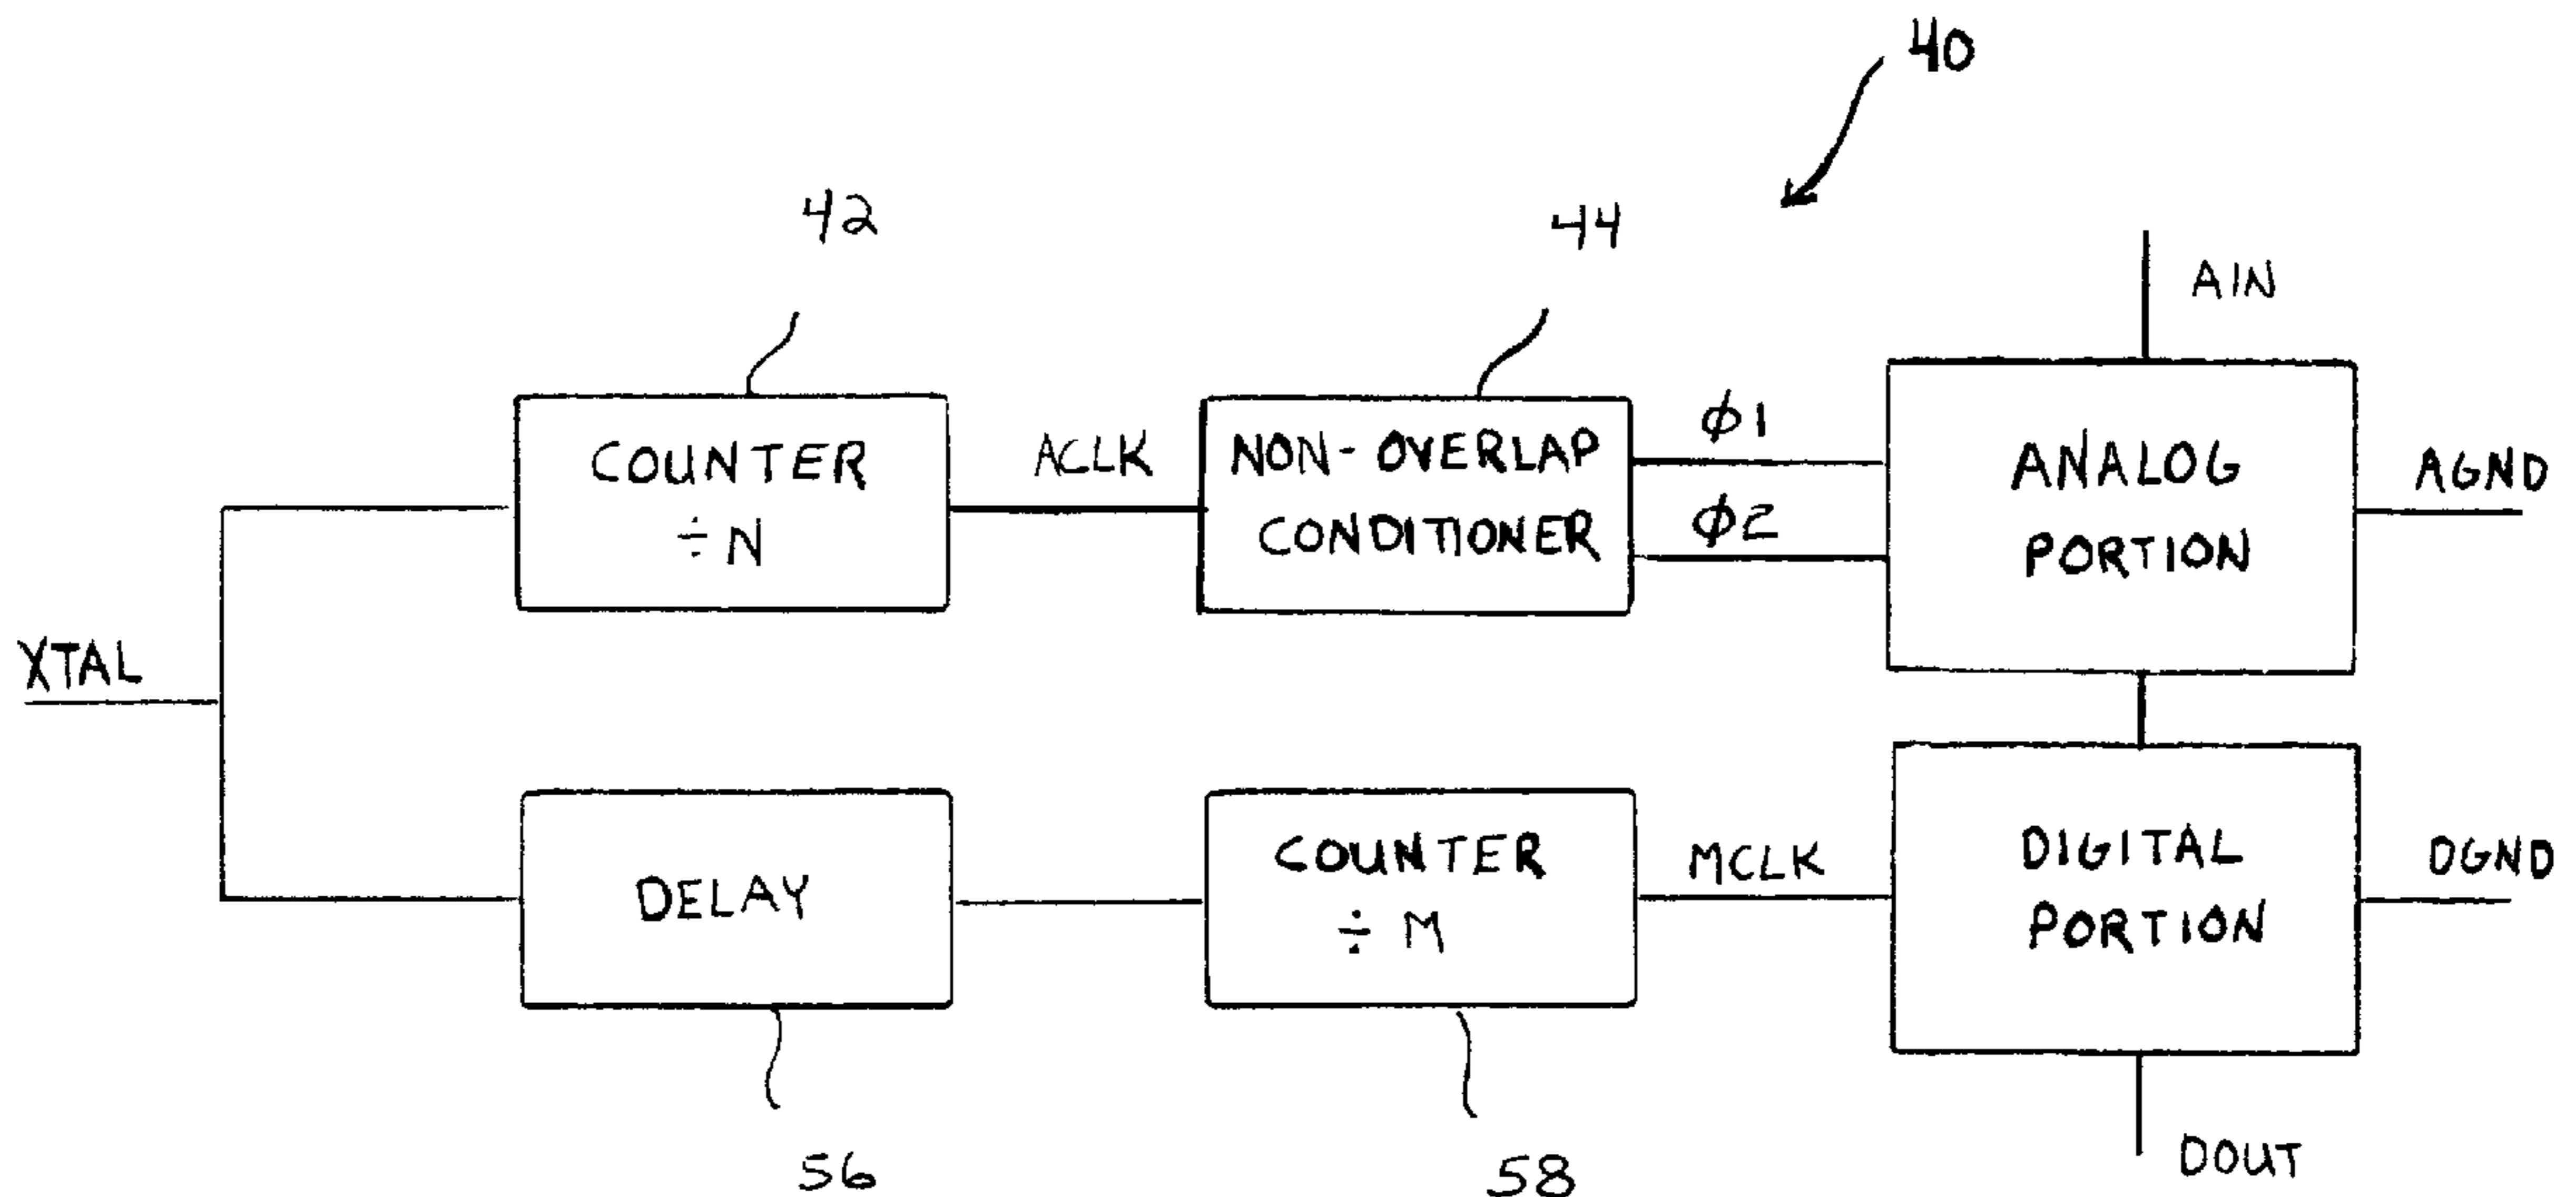 40
42
44
AIN
COUNTER
÷ N
ACLK
NON-OVERLAP
CONDITIONER
ϕ1
ϕ2
ANALOG
PORTION
AGND
XTAL
DELAY
COUNTER
÷ M
MCLK
DIGITAL
PORTION
DGND
56
58
DOUT